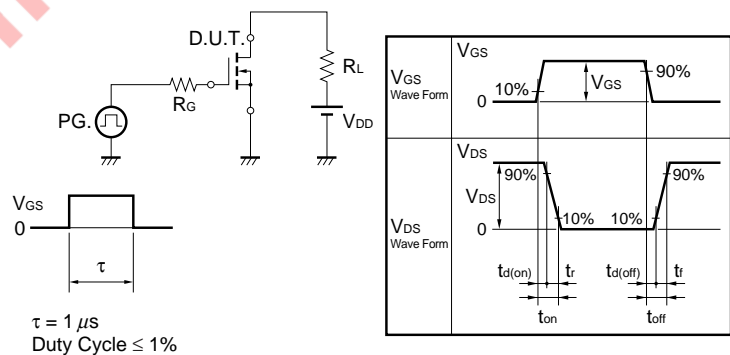 D.U.T.
RL
RG
PG.
VDD
VGS
0
τ
τ = 1 μs
Duty Cycle ≤ 1%
VGS
Wave Form
VGS
10%
VGS
90%
0
VDS
Wave Form
VDS
90%
90%
VDS
10%
10%
0
td(on)
tr
td(off)
tf
ton
toff